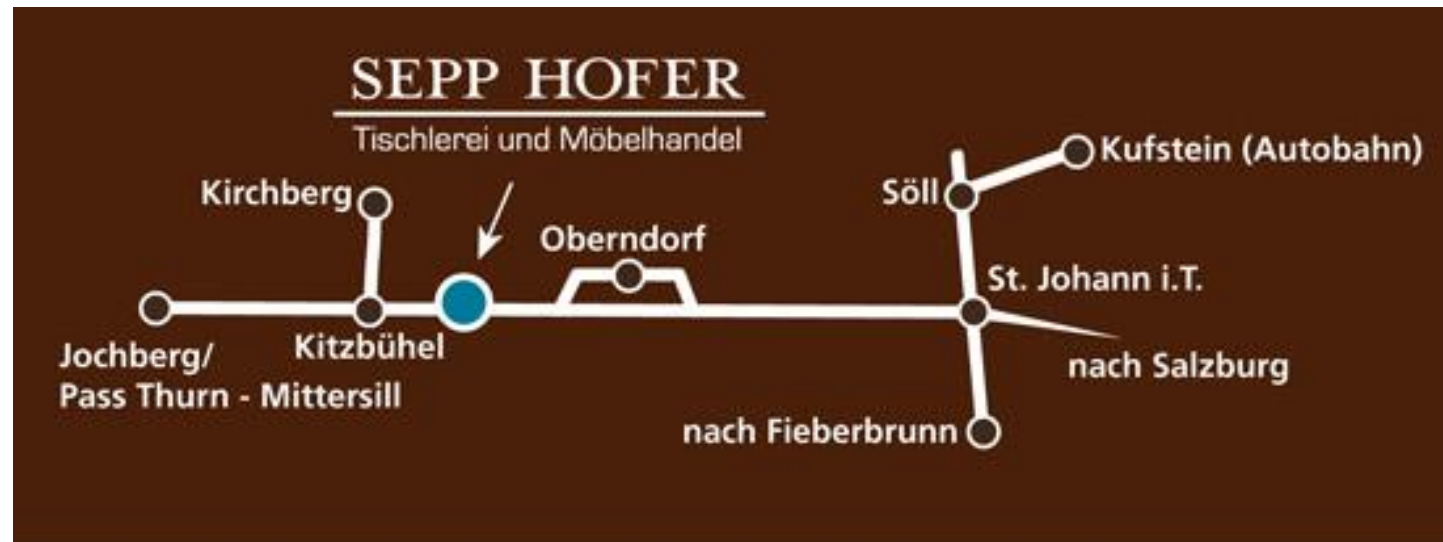 SEPP HOFER
Tischlerei und Möbelhandel
Kufstein (Autobahn)
Kirchberg
Söll
Oberndorf
St. Johann i.T.
Kitzbühel
Jochberg/
Pass Thurn - Mittersill
nach Salzburg
nach Fieberbrunn